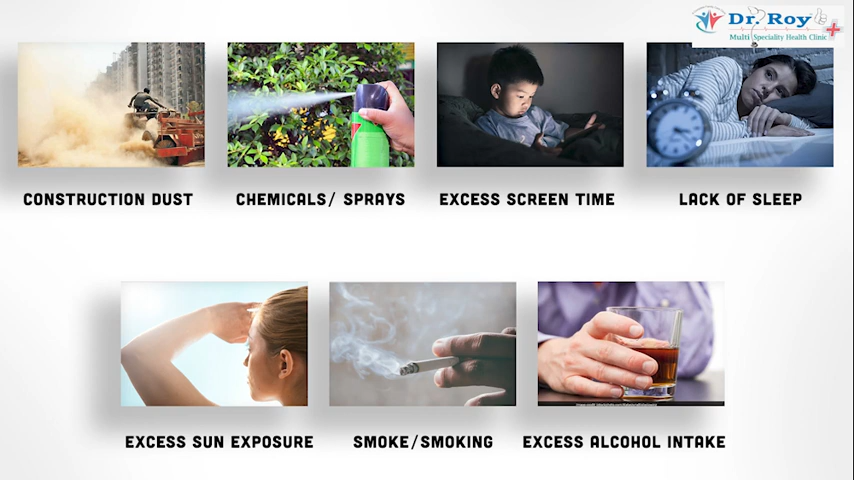 Dr. Roy
Multi Speciality Health Clinic
CONSTRUCTION DUST
CHEMICALS/ SPRAYS
EXCESS SCREEN TIME
LACK OF SLEEP
EXCESS SUN EXPOSURE
SMOKE/SMOKING
EXCESS ALCOHOL INTAKE